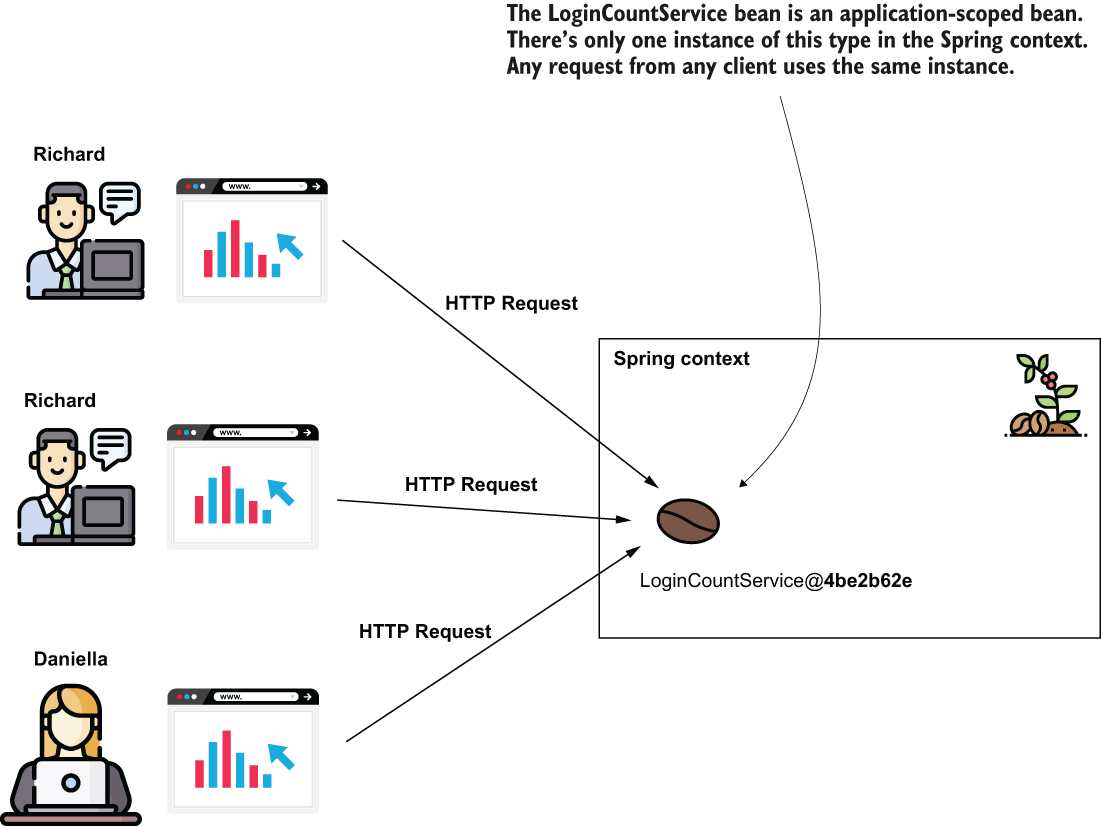 The LoginCountService bean is an application-scoped bean.
There’s only one instance of this type in the Spring context.
Any request from any client uses the same instance.
Richard
www.
HTTP Request
Spring context
Richard
www.
HTTP Request
LoginCountService@4be2b62e
HTTP Request
Daniella
www.